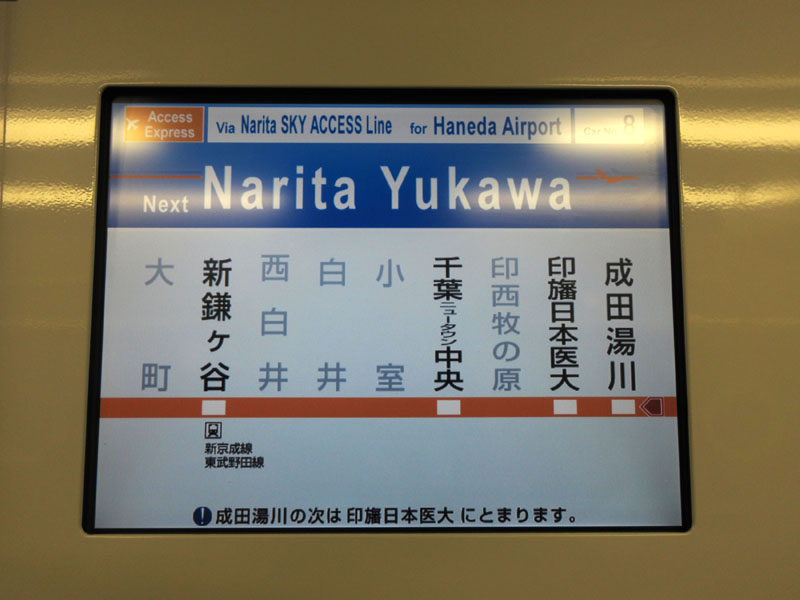 Access
Express
Via Narita SKY ACCESS Line for Haneda Airport
Car No. 8
Next Narita Yukawa
大町
新鎌ヶ谷
西白井
白井
小室
千葉ニュータウン中央
印西牧の原
印旛日本医大
成田湯川
新京成線
東武野田線
成田湯川の次は 印旛日本医大 にとまります。